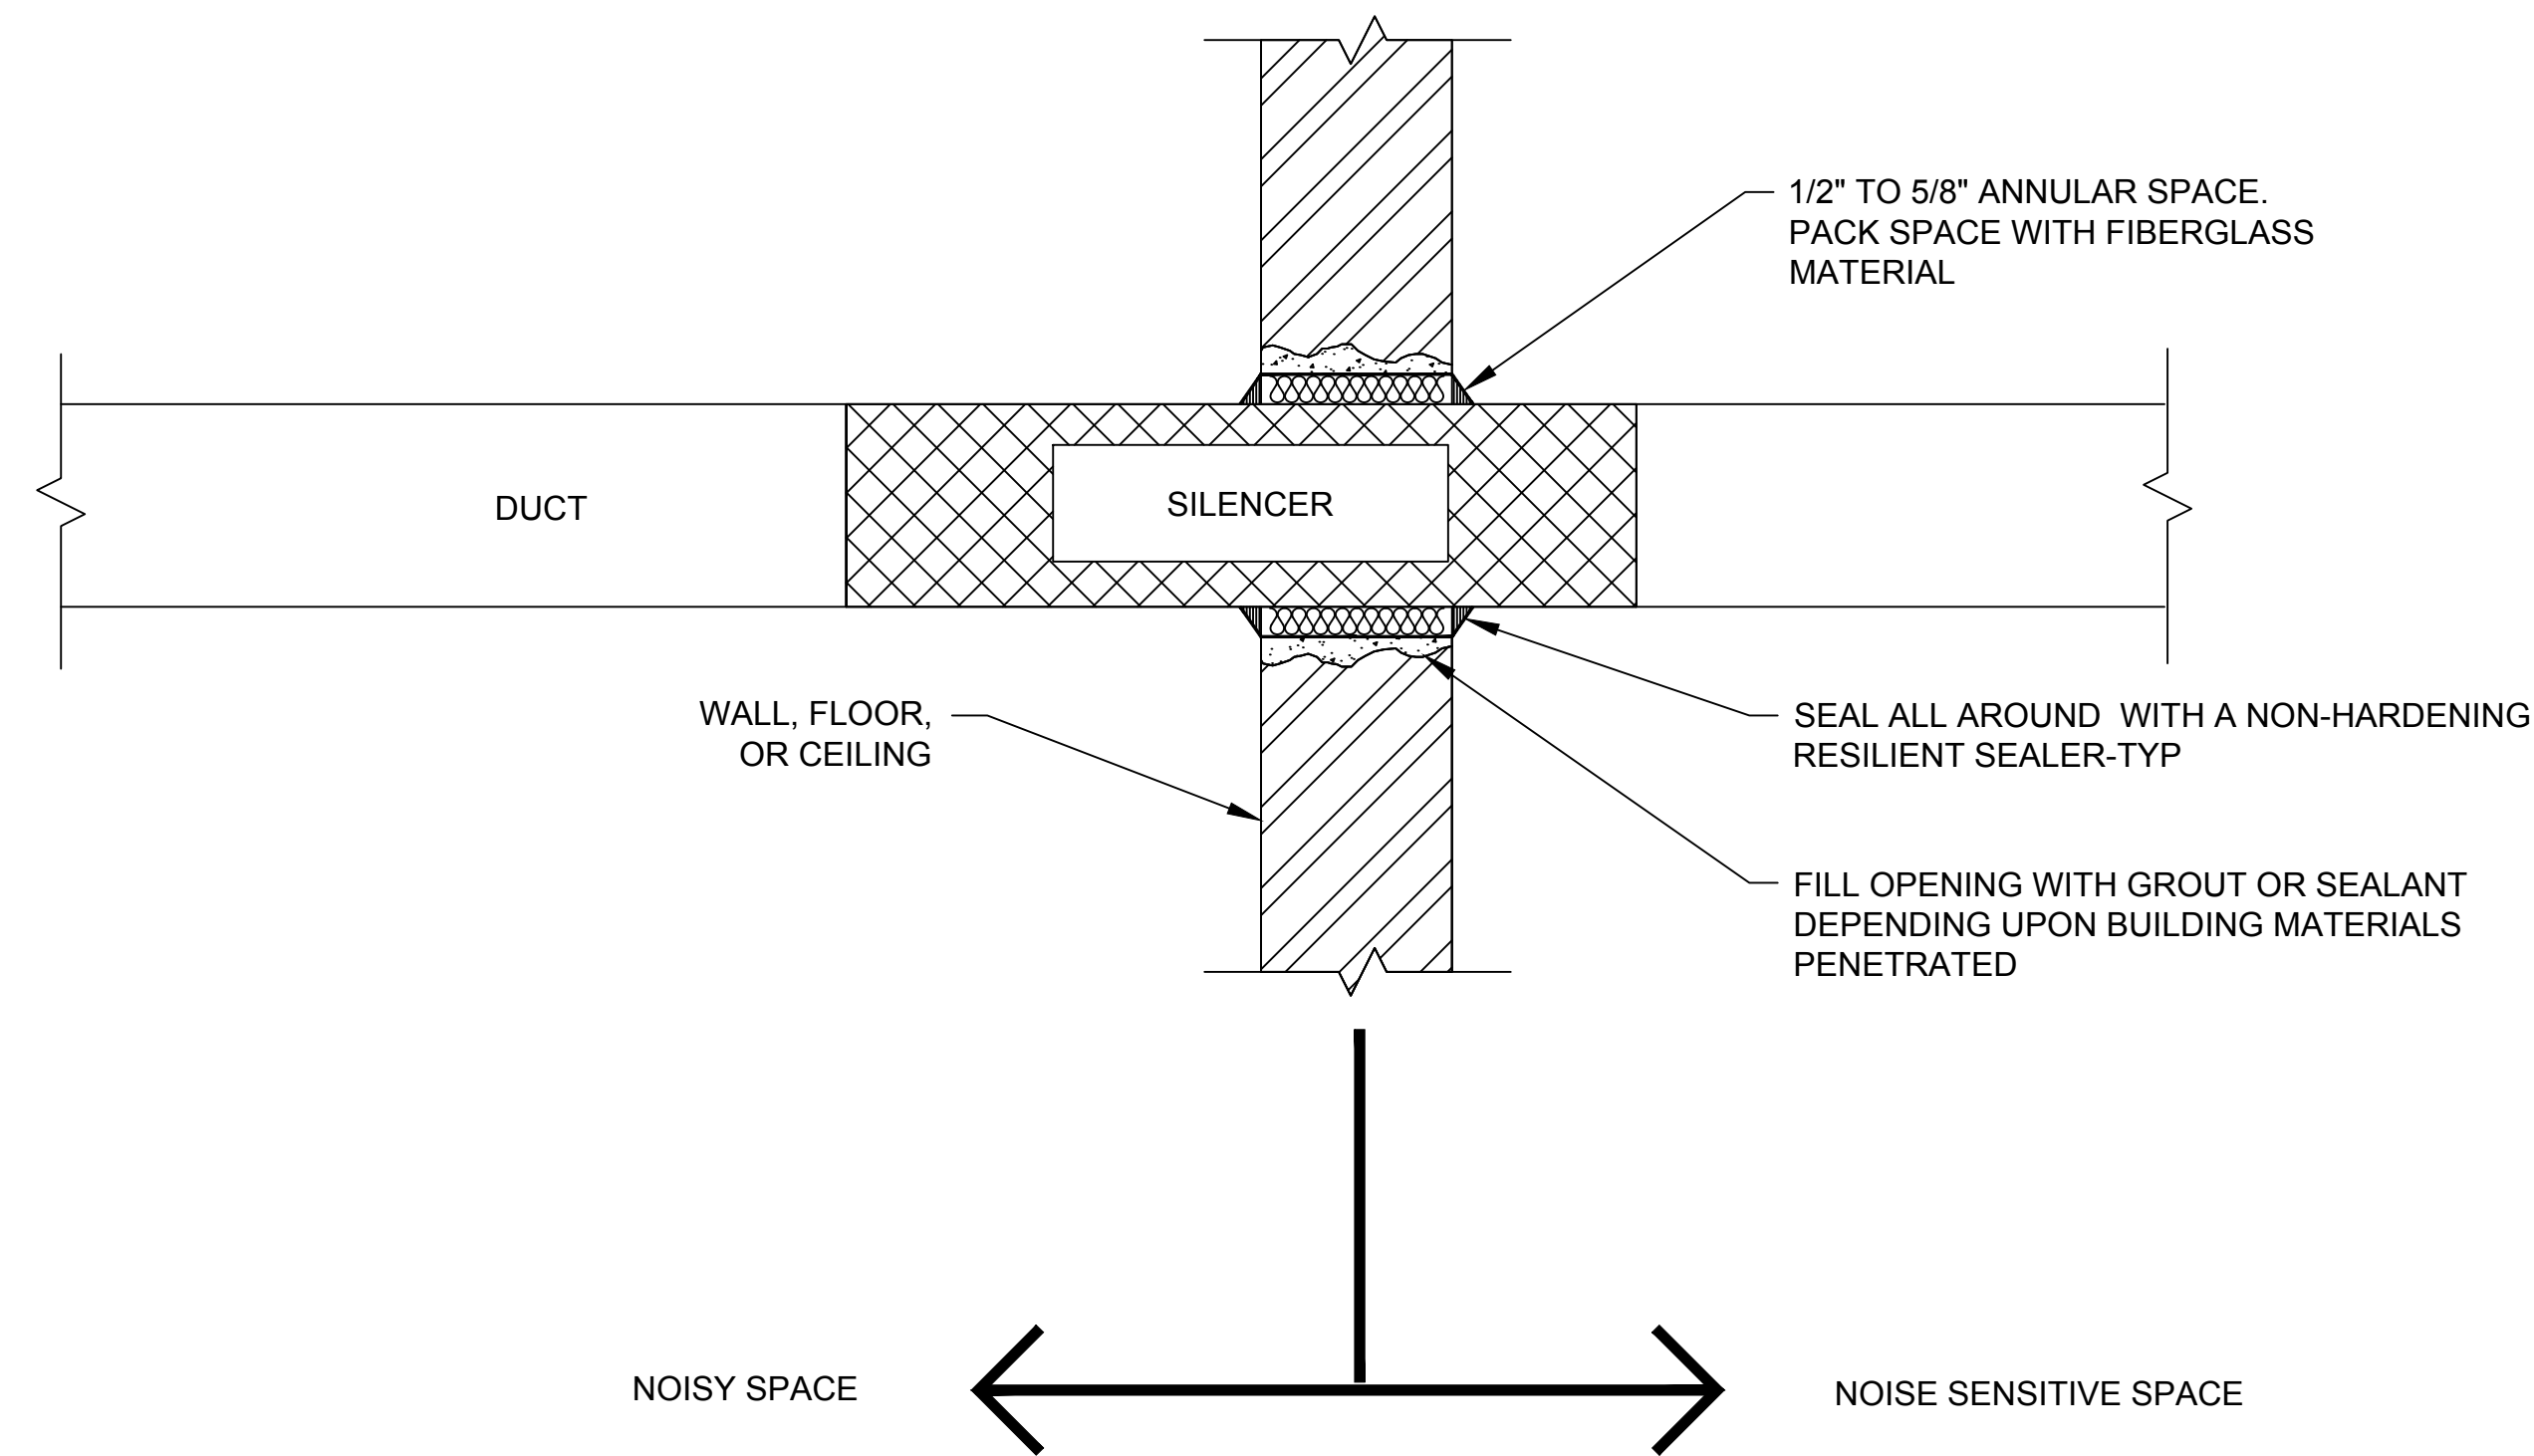 1/2" TO 5/8" ANNULAR SPACE.
PACK SPACE WITH FIBERGLASS
MATERIAL
DUCT
SILENCER
WALL, FLOOR,
OR CEILING
SEAL ALL AROUND  WITH A NON-HARDENING
RESILIENT SEALER-TYP
FILL OPENING WITH GROUT OR SEALANT
DEPENDING UPON BUILDING MATERIALS
PENETRATED
NOISY SPACE
NOISE SENSITIVE SPACE